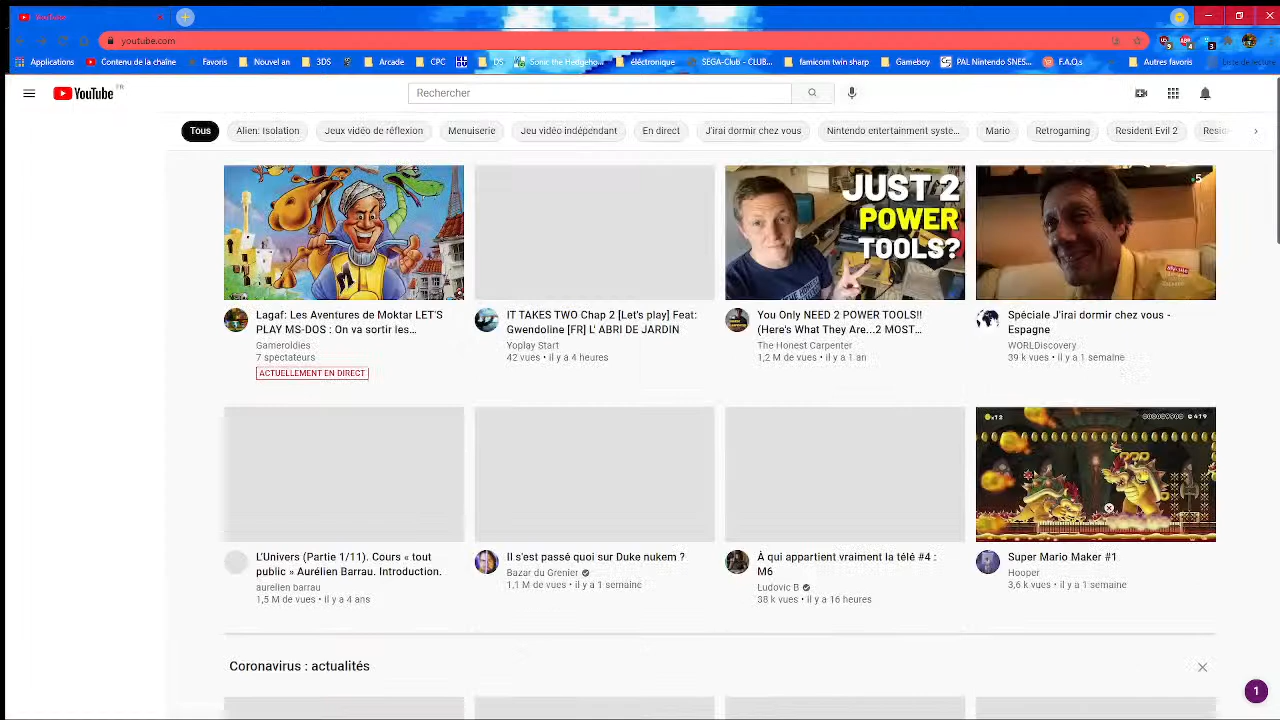 YouTube
youtube.com
Applications
Contenu de la chaîne
Favoris
Nouvel an
3DS
Arcade
CPC
DS
Sonic the Hedgeho...
éléctronique
SEGA-Club - CLUB...
famicom twin sharp
Gameboy
PAL Nintendo SNES...
F.A.Q.s
Autres favoris
Liste de lecture
YouTube FR
Rechercher
Tous
Alien: Isolation
Jeux vidéo de réflexion
Menuiserie
Jeu vidéo indépendant
En direct
J'irai dormir chez vous
Nintendo entertainment syste...
Mario
Retrogaming
Resident Evil 2
JUST 2
POWER
TOOLS?
5
Lagaf: Les Aventures de Moktar LET'S
PLAY MS-DOS : On va sortir les...
Gameroldies
7 spectateurs
ACTUELLEMENT EN DIRECT
IT TAKES TWO Chap 2 [Let's play] Feat:
Gwendoline [FR] L' ABRI DE JARDIN
Yoplay Start
42 vues • il y a 4 heures
You Only NEED 2 POWER TOOLS!!
(Here's What They Are...2 MOST...
The Honest Carpenter
1,2 M de vues • il y a 1 an
Spéciale J'irai dormir chez vous -
Espagne
WORLDiscovery
39 k vues • il y a 1 semaine
L'Univers (Partie 1/11). Cours « tout
public » Aurélien Barrau. Introduction.
aurélien barrau
1,5 M de vues • il y a 4 ans
Il s'est passé quoi sur Duke nukem ?
Bazar du Grenier
1,1 M de vues • il y a 1 semaine
À qui appartient vraiment la télé #4 :
M6
Ludovic B
38 k vues • il y a 16 heures
Super Mario Maker #1
Hooper
3,6 k vues • il y a 1 semaine
Coronavirus : actualités
1